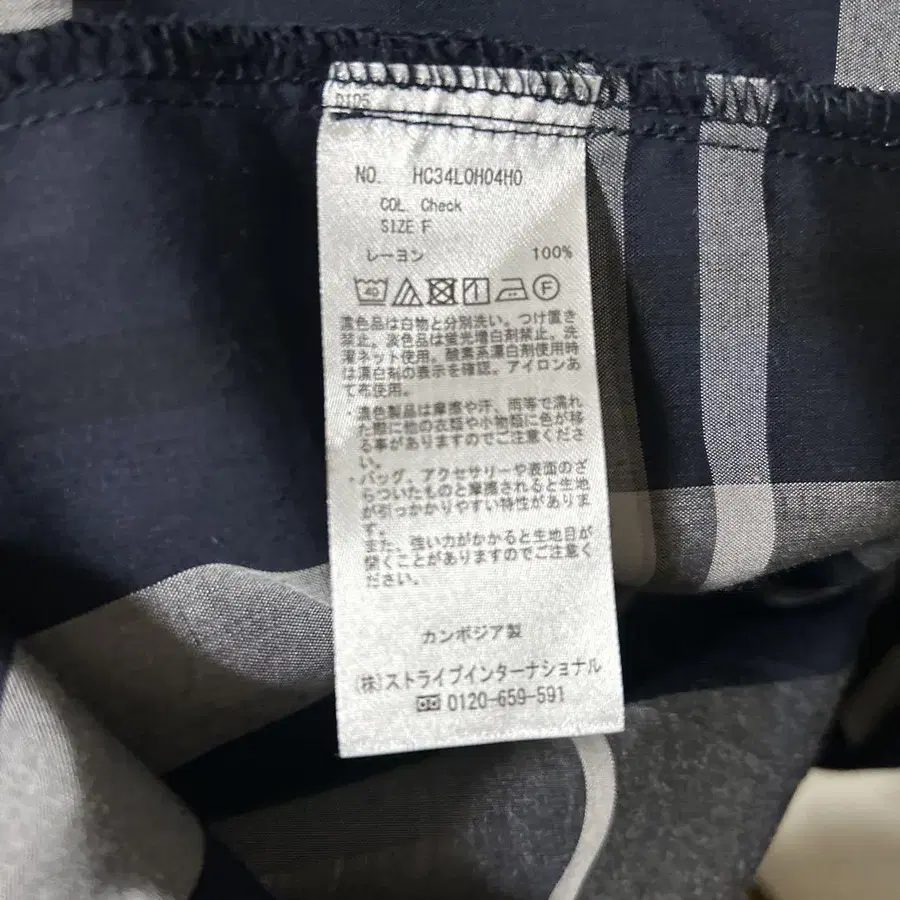 D1D5
NO. HC34L0H04H0
COL. Check
SIZE F
レーヨン 100%
40 F
濃色品は白物と分別洗い。つけ置き
禁止。淡色品は蛍光増白剤禁止。洗
濯ネット使用。酸素系漂白剤使用時
は漂白剤の表示を確認。アイロンあ
て布使用。
・濃色製品は摩擦や汗、雨等で濡れ
た際に他の衣類や小物類に色が移
る事がありますのでご注意くださ
い。
・バッグ、アクセサリーや表面のざ
らついたものと摩擦されると生地
が引っかかりやすい特性がありま
す。
また、強い力がかかると生地目が
開くことがありますのでご注意く
ださい。
カンボジア製
(株)ストライプインターナショナル
0120-659-591